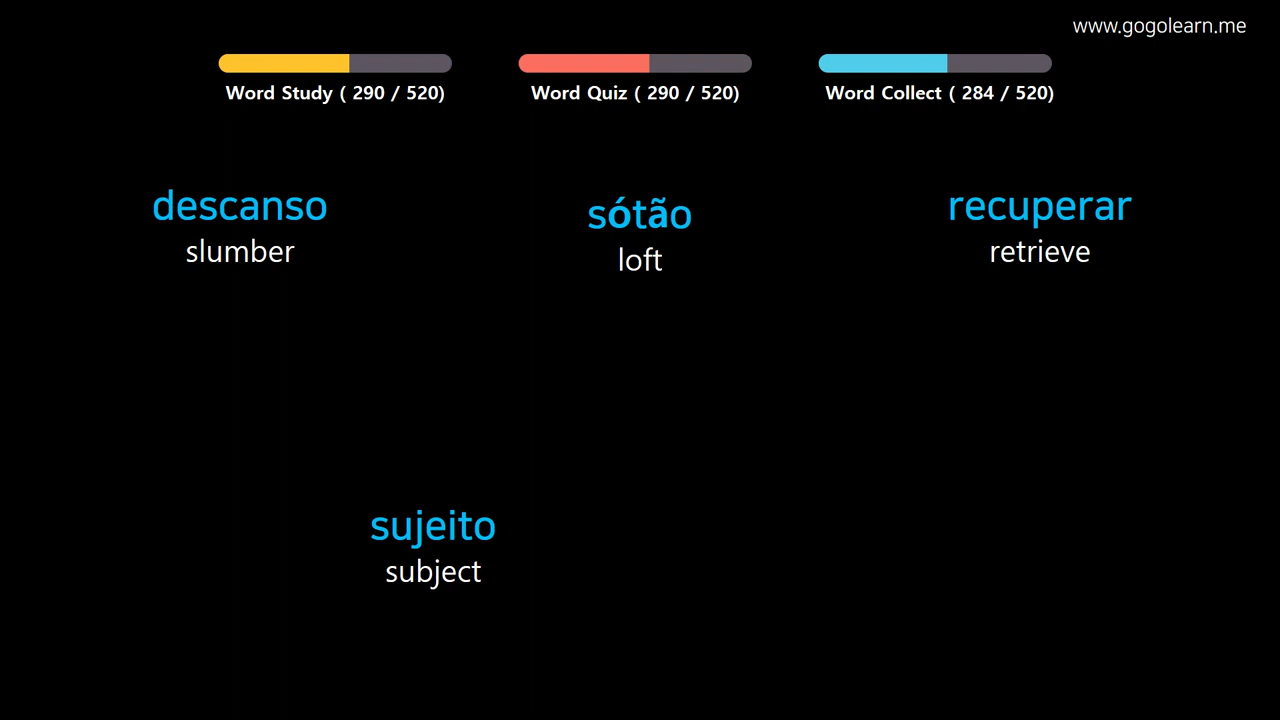 www.gogolearn.me
Word Study ( 290 / 520)
Word Quiz ( 290 / 520)
Word Collect ( 284 / 520)
descanso
slumber
sótão
loft
recuperar
retrieve
sujeito
subject